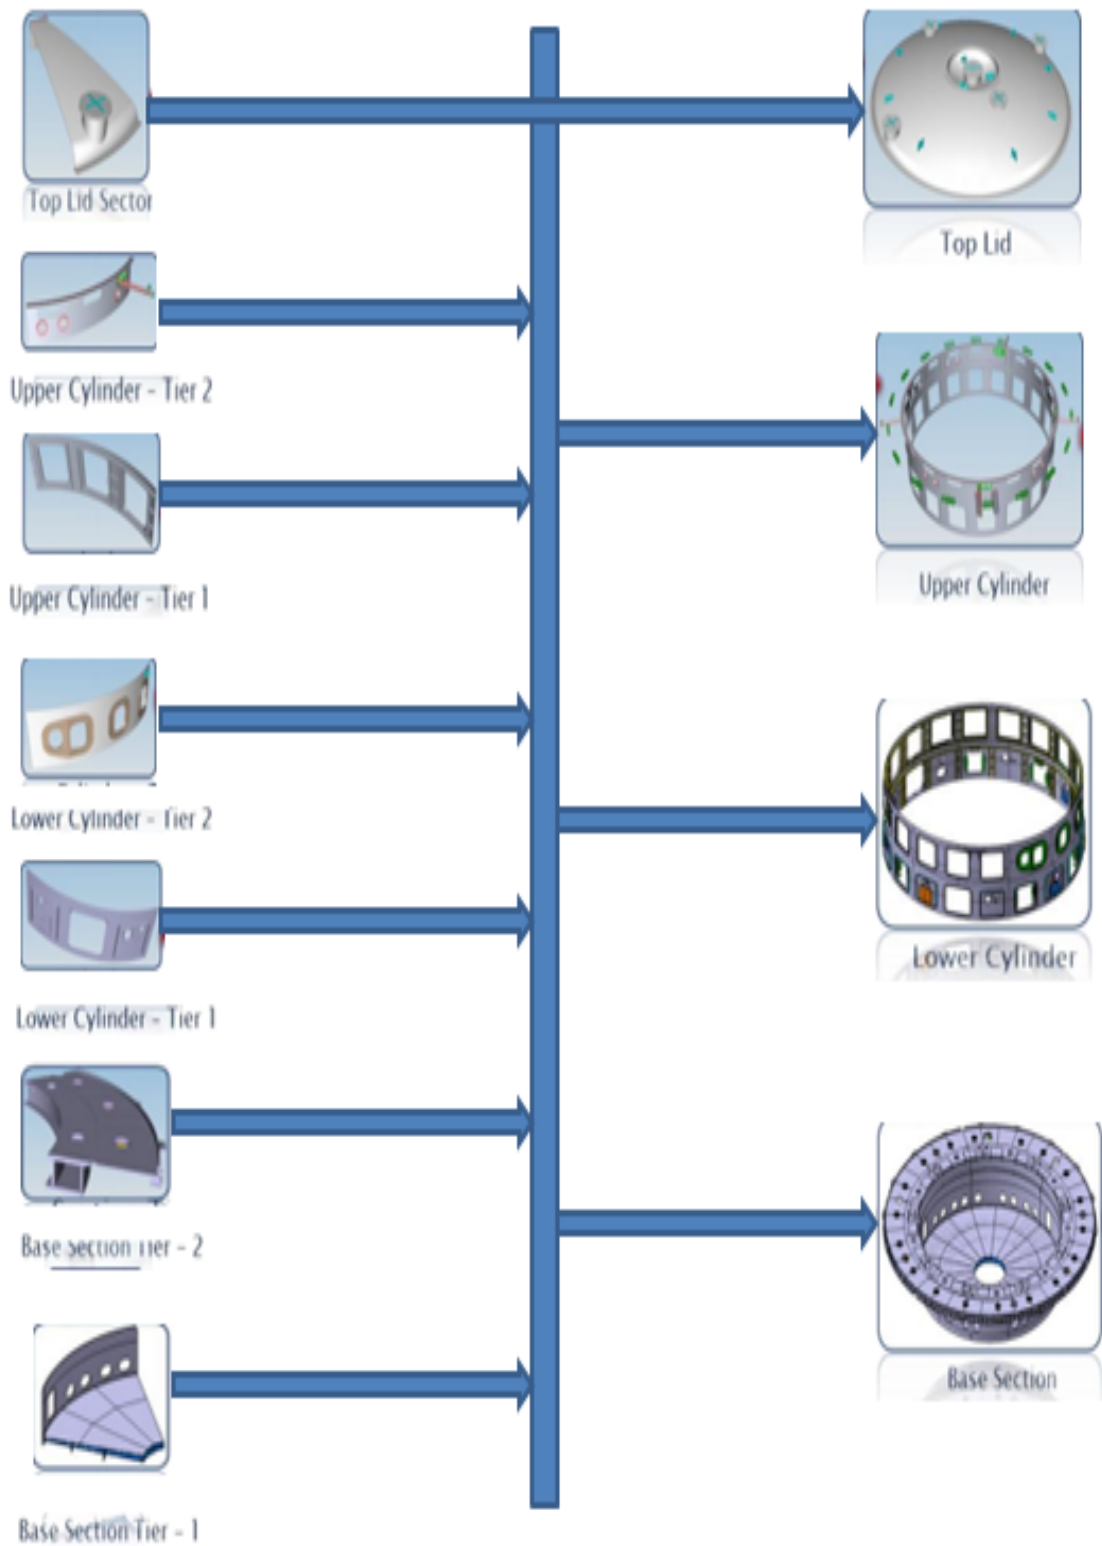 Top Lid Sector
Top Lid
Upper Cylinder - Tier 2
Upper Cylinder - Tier 1
Upper Cylinder
Lower Cylinder - Tier 2
Lower Cylinder - Tier 1
Lower Cylinder
Base Section Tier - 2
Base Section
Base Section Tier - 1